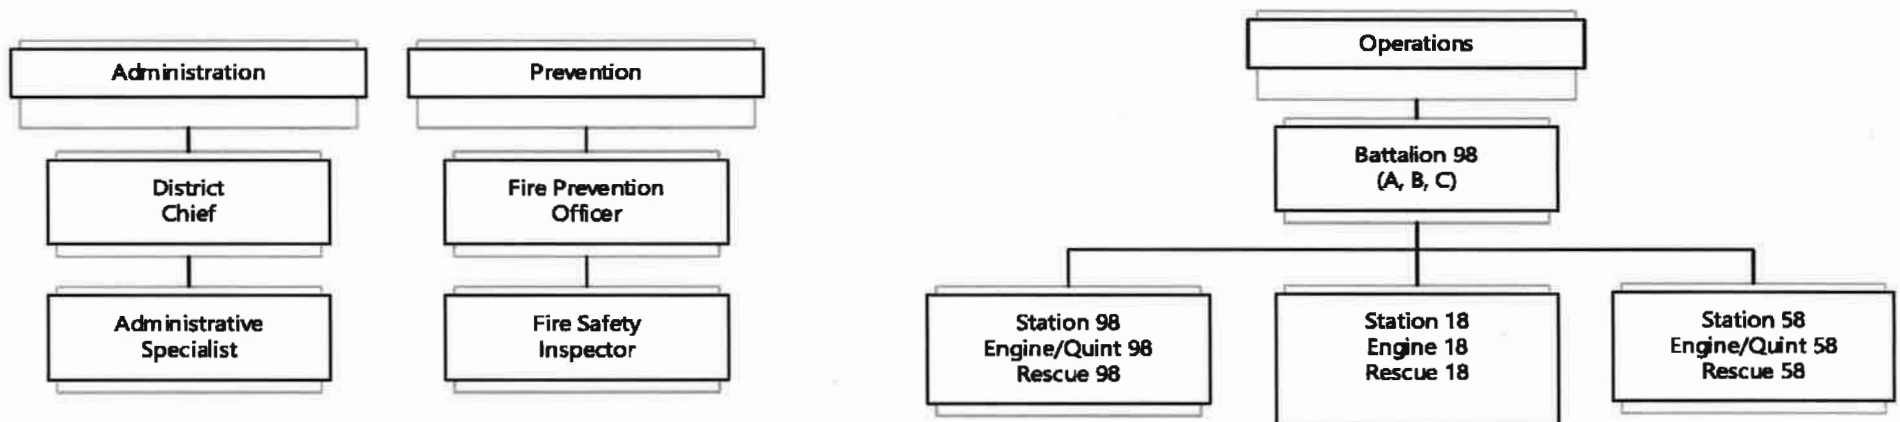 Administration
District
Chief
Administrative
Specialist
Prevention
Fire Prevention
Officer
Fire Safety
Inspector
Operations
Battalion 98
(A, B, C)
Station 98
Engine/Quint 98
Rescue 98
Station 18
Engine 18
Rescue 18
Station 58
Engine/Quint 58
Rescue 58